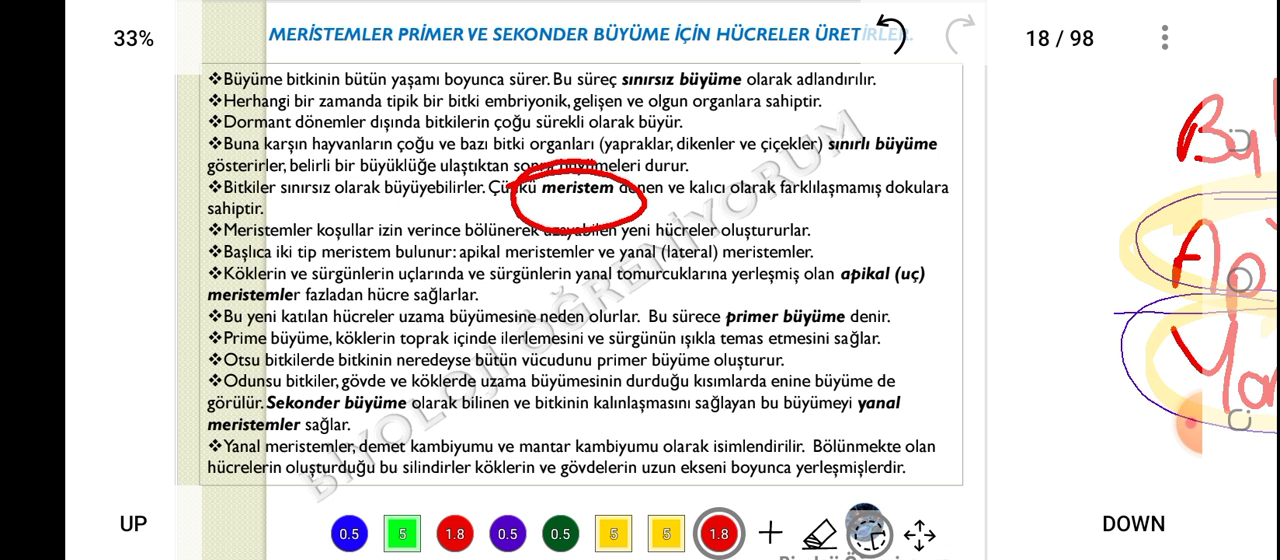 33%
MERİSTEMLER PRİMER VE SEKONDER BÜYÜME İÇİN HÜCRELER ÜRETİRLER.
18 / 98
❖Büyüme bitkinin bütün yaşamı boyunca sürer. Bu süreç sınırsız büyüme olarak adlandırılır.
❖Herhangi bir zamanda tipik bir bitki embriyonik, gelişen ve olgun organlara sahiptir.
❖Dormant dönemler dışında bitkilerin çoğu sürekli olarak büyür.
❖Buna karşın hayvanların çoğu ve bazı bitki organları (yapraklar, dikenler ve çiçekler) sınırlı büyüme
gösterirler, belirli bir büyüklüğe ulaştıktan sonra büyümeleri durur.
❖Bitkiler sınırsız olarak büyüyebilirler. Çünkü meristem denen ve kalıcı olarak farklılaşmamış dokulara
sahiptir.
❖Meristemler koşullar izin verince bölünerek uzayabilen yeni hücreler oluştururlar.
❖Başlıca iki tip meristem bulunur: apikal meristemler ve yanal (lateral) meristemler.
❖Köklerin ve sürgünlerin uçlarında ve sürgünlerin yanal tomurcuklarına yerleşmiş olan apikal (uç)
meristemler fazladan hücre sağlarlar.
❖Bu yeni katılan hücreler uzama büyümesine neden olurlar. Bu sürece primer büyüme denir.
❖Prime büyüme, köklerin toprak içinde ilerlemesini ve sürgünün ışıkla temas etmesini sağlar.
❖Otsu bitkilerde bitkinin neredeyse bütün vücudunu primer büyüme oluşturur.
❖Odunsu bitkiler, gövde ve köklerde uzama büyümesinin durduğu kısımlarda enine büyüme de
görülür. Sekonder büyüme olarak bilinen ve bitkinin kalınlaşmasını sağlayan bu büyümeyi yanal
meristemler sağlar.
❖Yanal meristemler, demet kambiyumu ve mantar kambiyumu olarak isimlendirilir. Bölünmekte olan
hücrelerin oluşturduğu bu silindirler köklerin ve gövdelerin uzun ekseni boyunca yerleşmişlerdir.
BİYOLOJİ ÖĞRENİYORUM
UP
0.5 5 1.8 0.5 0.5 5 5 1.8
DOWN